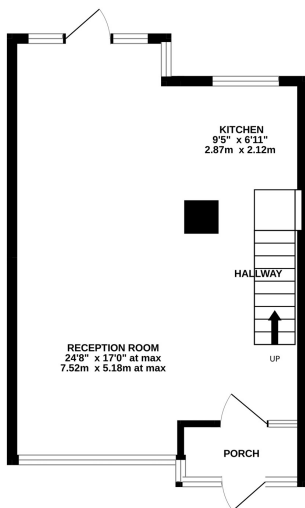 KITCHEN
9'5" x 6'11"
2.87m x 2.12m
HALLWAY
RECEPTION ROOM
24'8" x 17'0" at max
7.52m x 5.18m at max
UP
PORCH